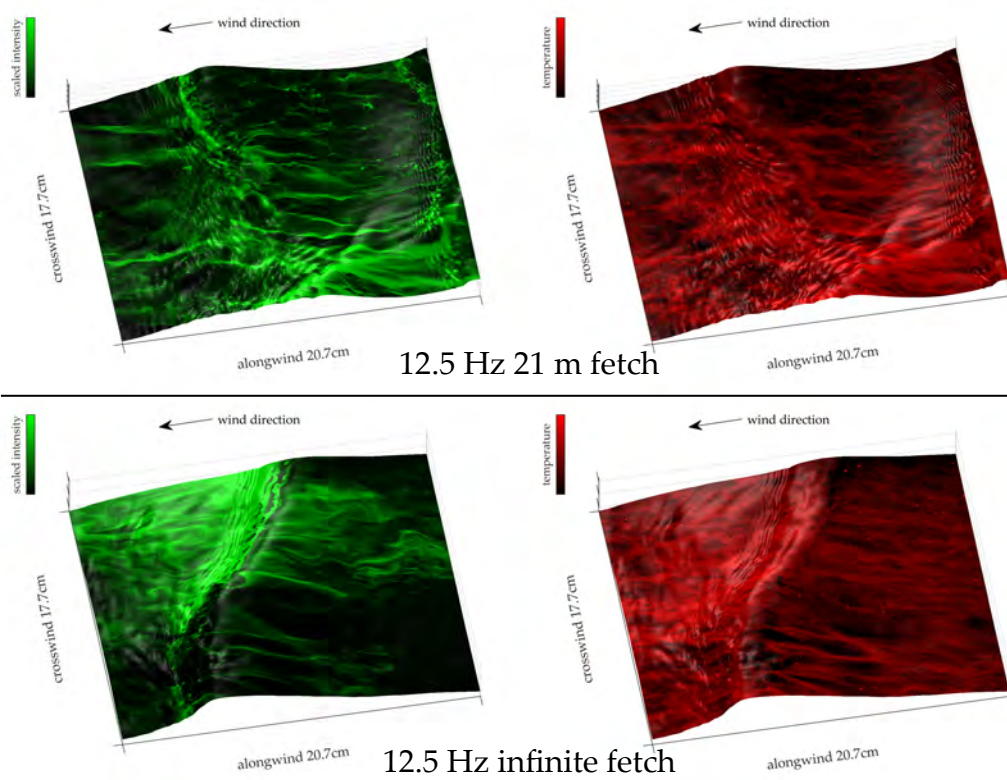 scaled intensity
wind direction
crosswind 17.7cm
alongwind 20.7cm
temperature
wind direction
crosswind 17.7cm
alongwind 20.7cm
12.5 Hz 21 m fetch
scaled intensity
wind direction
crosswind 17.7cm
alongwind 20.7cm
temperature
wind direction
crosswind 17.7cm
alongwind 20.7cm
12.5 Hz infinite fetch